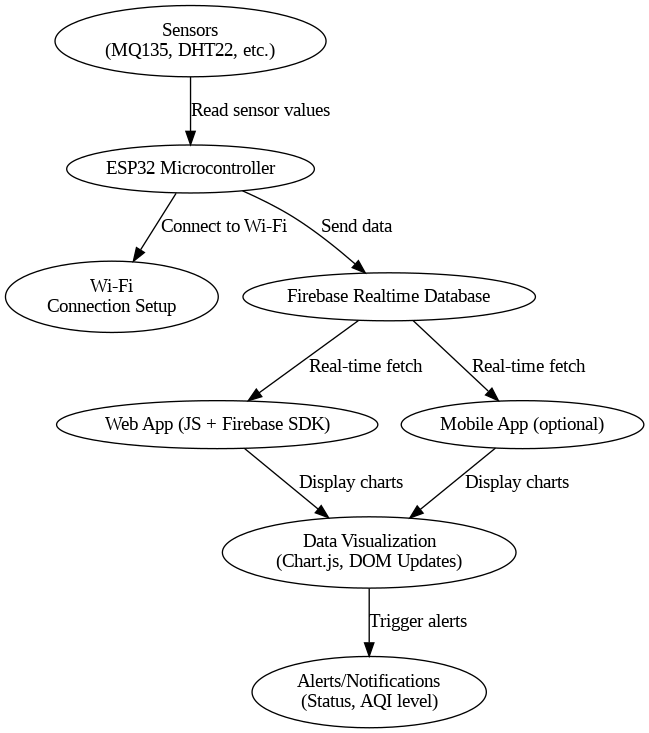 Sensors
(MQ135, DHT22, etc.)
Read sensor values
ESP32 Microcontroller
Connect to Wi-Fi
Send data
Wi-Fi
Connection Setup
Firebase Realtime Database
Real-time fetch
Real-time fetch
Web App (JS + Firebase SDK)
Mobile App (optional)
Display charts
Display charts
Data Visualization
(Chart.js, DOM Updates)
Trigger alerts
Alerts/Notifications
(Status, AQI level)